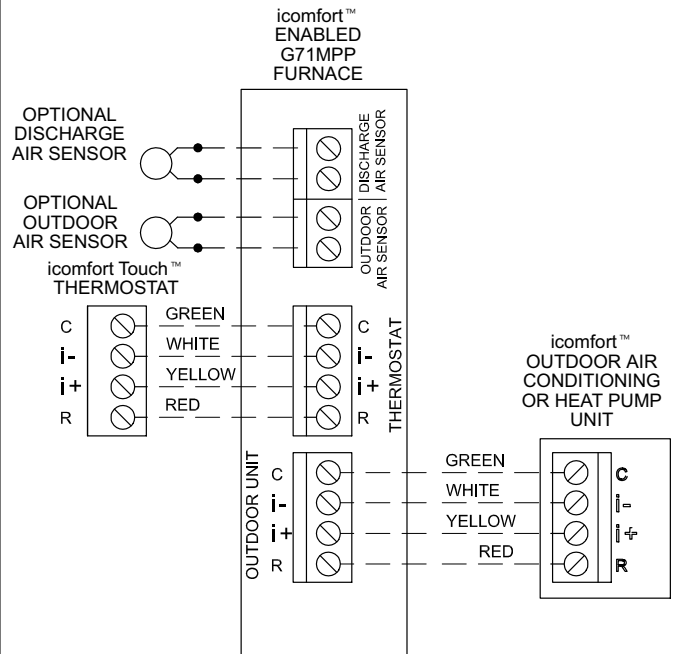 icomfort™
ENABLED
G71MPP
FURNACE
OPTIONAL
DISCHARGE
AIR SENSOR
DISCHARGE
AIR SENSOR
OPTIONAL
OUTDOOR
AIR SENSOR
OUTDOOR
AIR SENSOR
icomfort Touch™
THERMOSTAT
C
i-
i+
R
GREEN
WHITE
YELLOW
RED
C
i-
i+
R
THERMOSTAT
icomfort™
OUTDOOR AIR
CONDITIONING
OR HEAT PUMP
UNIT
OUTDOOR UNIT
C
i-
i+
R
GREEN
WHITE
YELLOW
RED
C
i-
i+
R